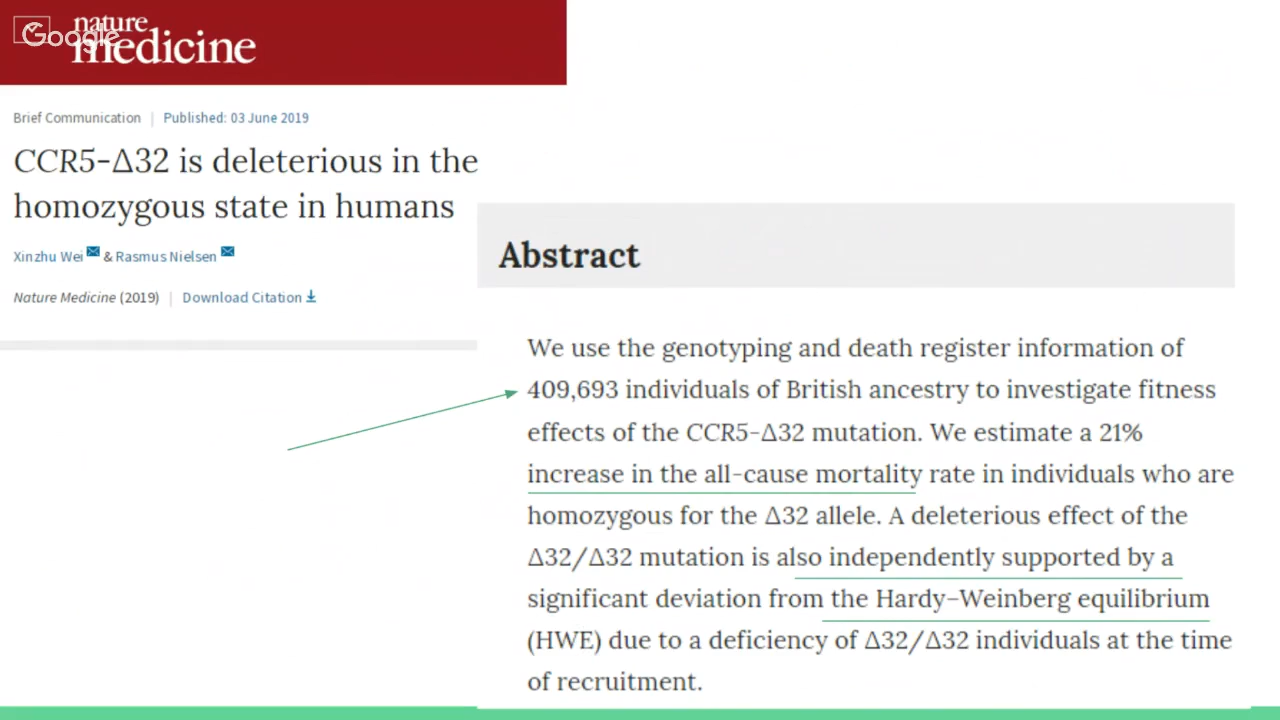 nature
medicine
Google
Brief Communication | Published: 03 June 2019
CCR5-Δ32 is deleterious in the
homozygous state in humans
Xinzhu Wei & Rasmus Nielsen
Nature Medicine (2019) | Download Citation
Abstract
We use the genotyping and death register information of
409,693 individuals of British ancestry to investigate fitness
effects of the CCR5-Δ32 mutation. We estimate a 21%
increase in the all-cause mortality rate in individuals who are
homozygous for the Δ32 allele. A deleterious effect of the
Δ32/Δ32 mutation is also independently supported by a
significant deviation from the Hardy–Weinberg equilibrium
(HWE) due to a deficiency of Δ32/Δ32 individuals at the time
of recruitment.